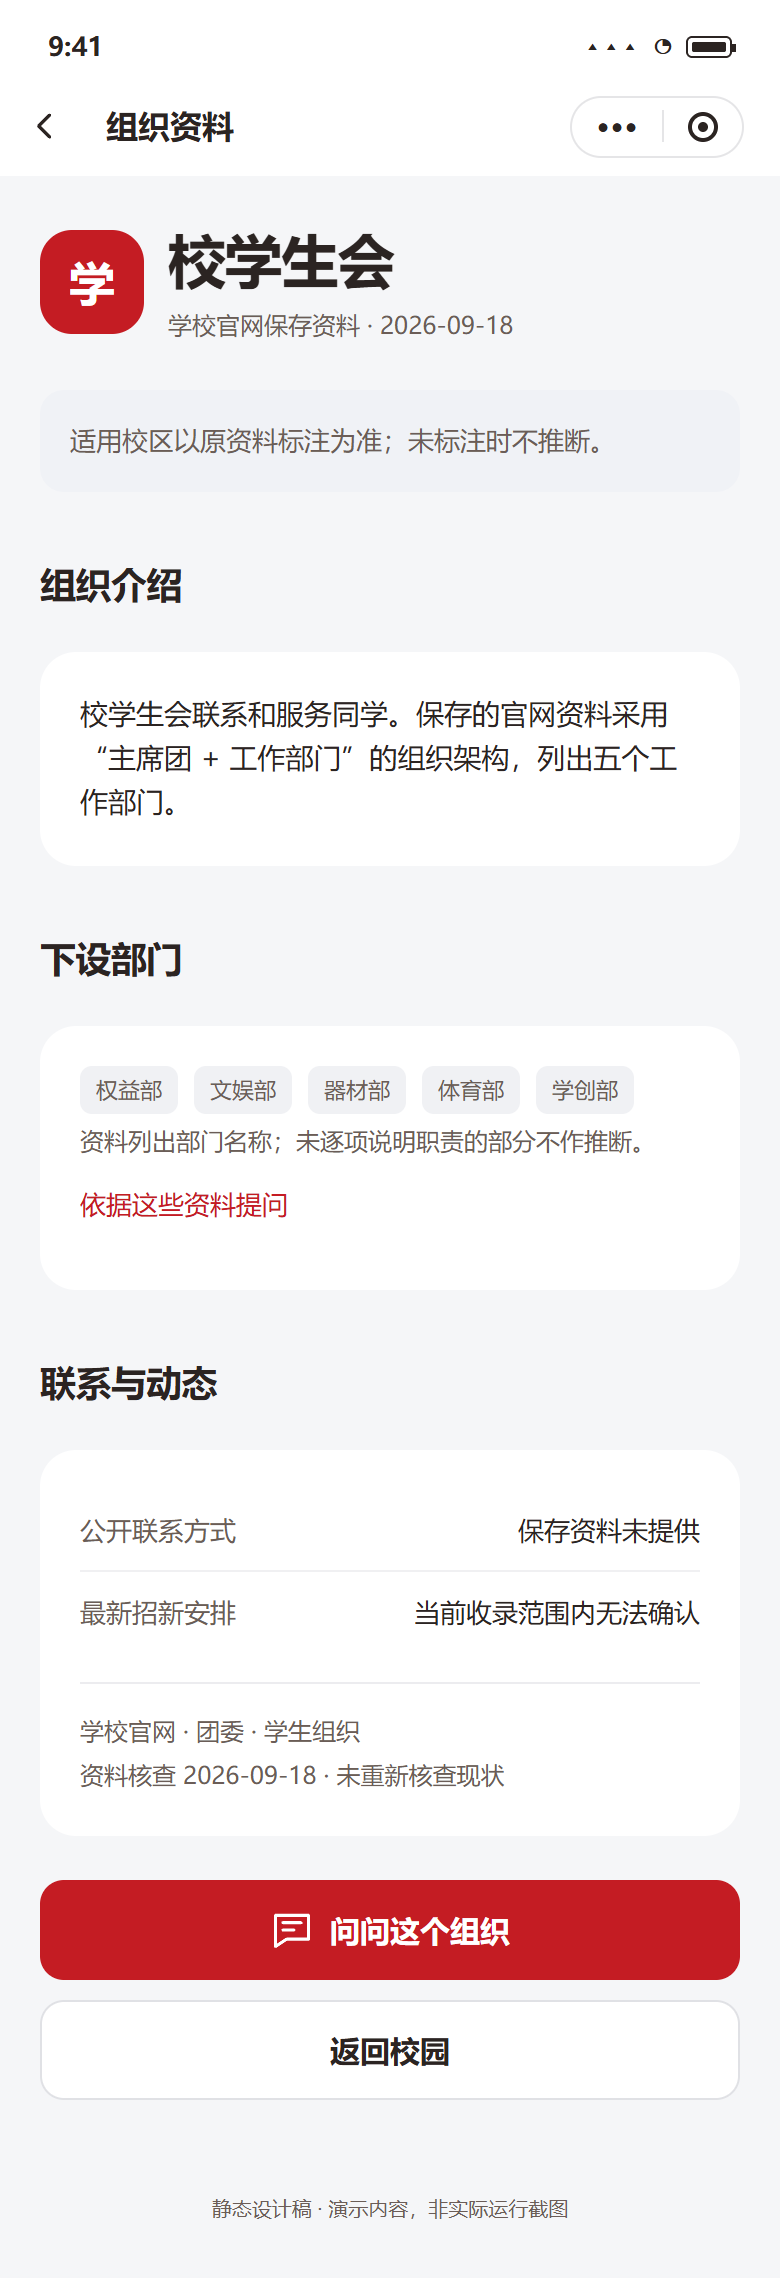 9:41
组织资料
学
校学生会
学校官网保存资料 · 2026-09-18
适用校区以原资料标注为准；未标注时不推断。
组织介绍
校学生会联系和服务同学。保存的官网资料采用
“主席团 + 工作部门”的组织架构，列出五个工
作部门。
下设部门
权益部 文娱部 器材部 体育部 学创部
资料列出部门名称；未逐项说明职责的部分不作推断。
依据这些资料提问
联系与动态
公开联系方式 保存资料未提供
最新招新安排 当前收录范围内无法确认
学校官网 · 团委 · 学生组织
资料核查 2026-09-18 · 未重新核查现状
问问这个组织
返回校园
静态设计稿 · 演示内容，非实际运行截图